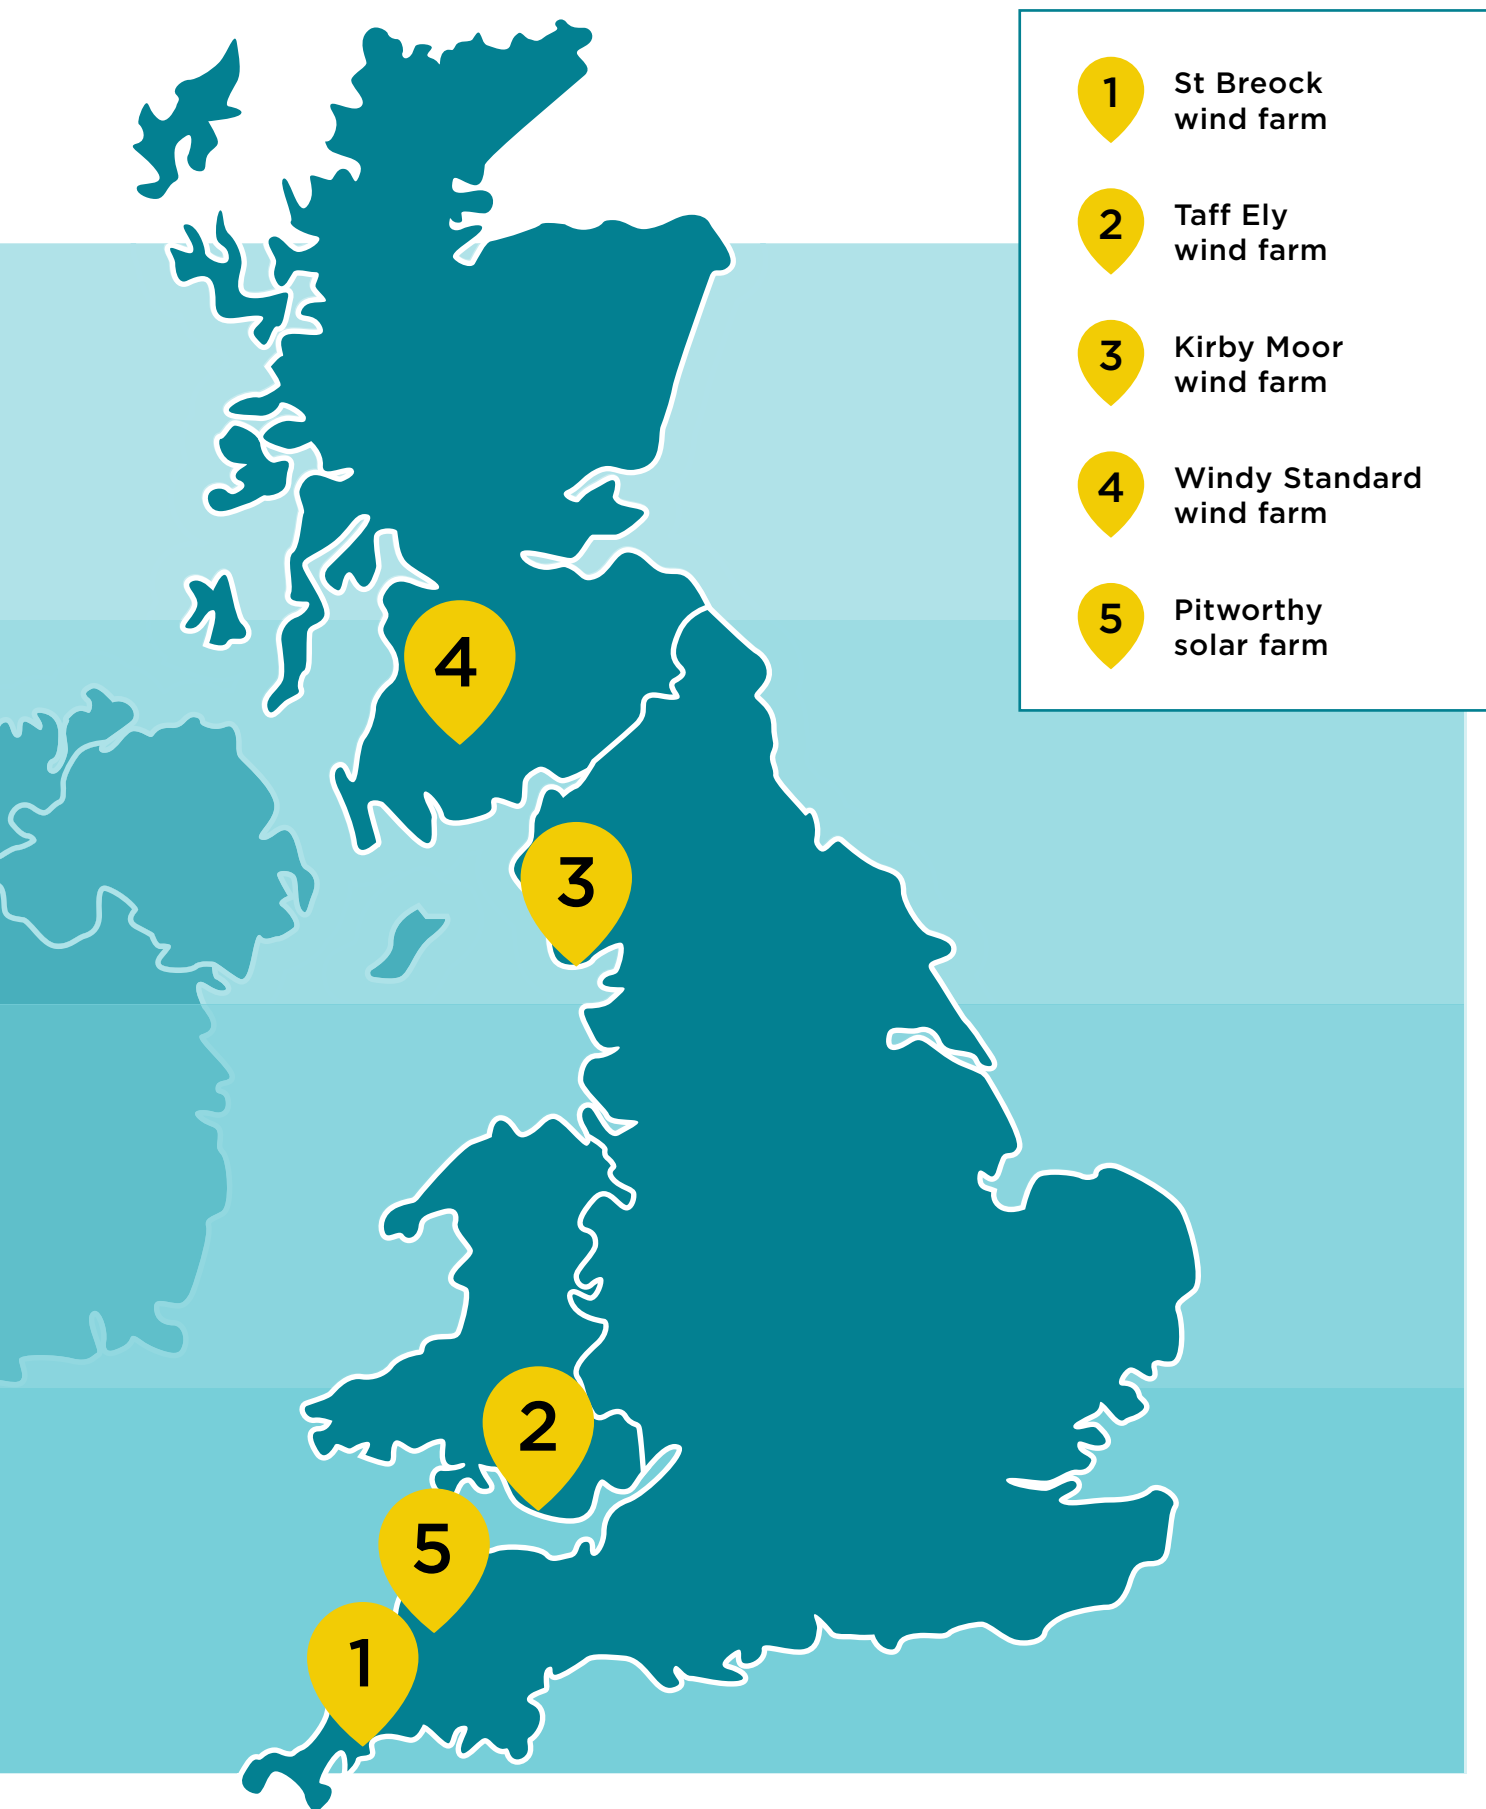 1
St Breock
wind farm
2
Taff Ely
wind farm
3
Kirby Moor
wind farm
4
Windy Standard
wind farm
5
Pitworthy
solar farm
4
3
2
5
1